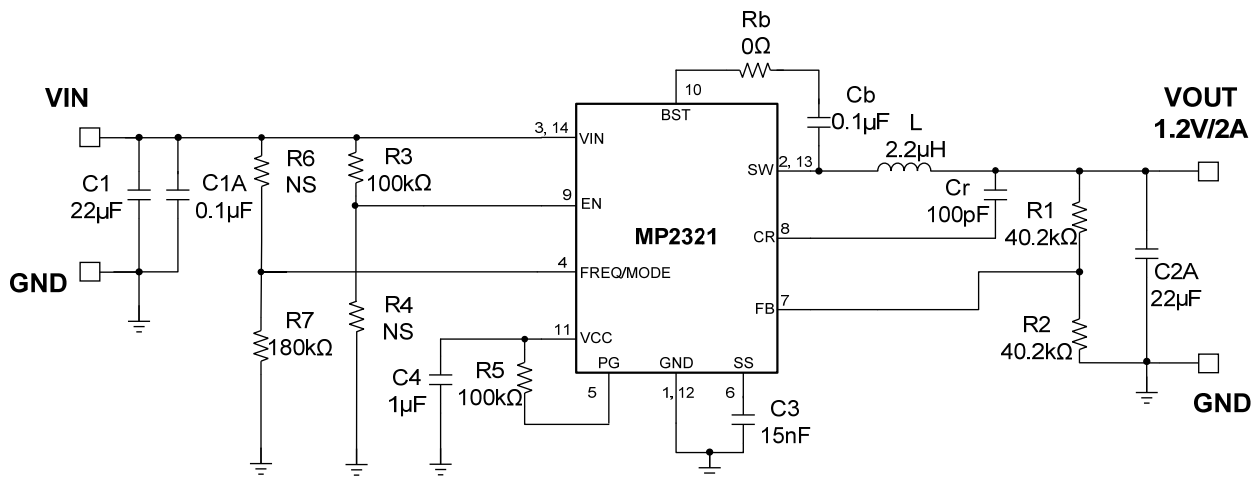 Rb
0Ω
10
BST
VIN
3, 14
VIN
Cb
0.1µF
L
2.2µH
VOUT
1.2V/2A
C1
22µF
C1A
0.1µF
R6
NS
R3
100kΩ
9
EN
SW
2, 13
Cr
100pF
R1
40.2kΩ
MP2321
CR
8
GND
4
FREQ/MODE
C2A
22µF
R7
180kΩ
R4
NS
FB
7
R2
40.2kΩ
11
VCC
C4
1µF
R5
100kΩ
PG
GND
SS
5
1, 12
6
C3
15nF
GND